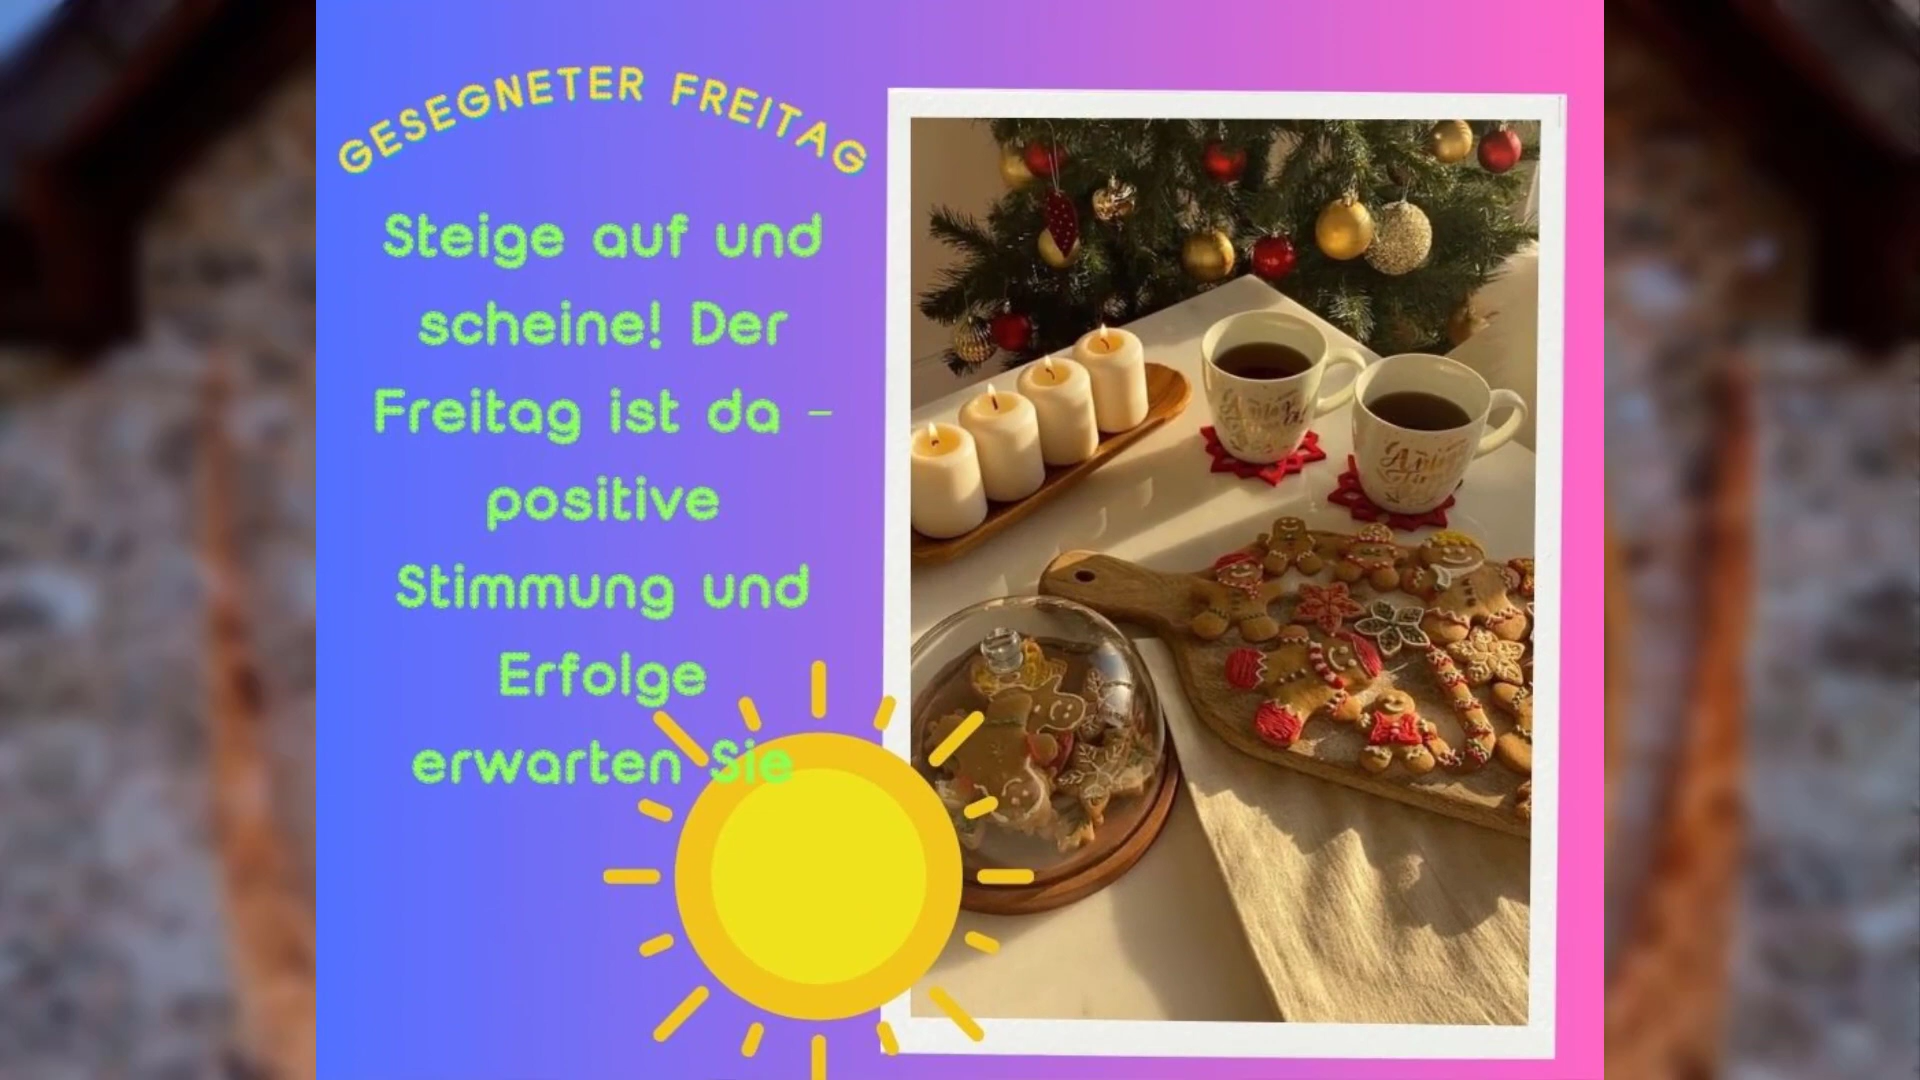 GESEGNETER FREITAG
Steige auf und
scheine! Der
Freitag ist da -
positive
Stimmung und
Erfolge
erwarten Sie